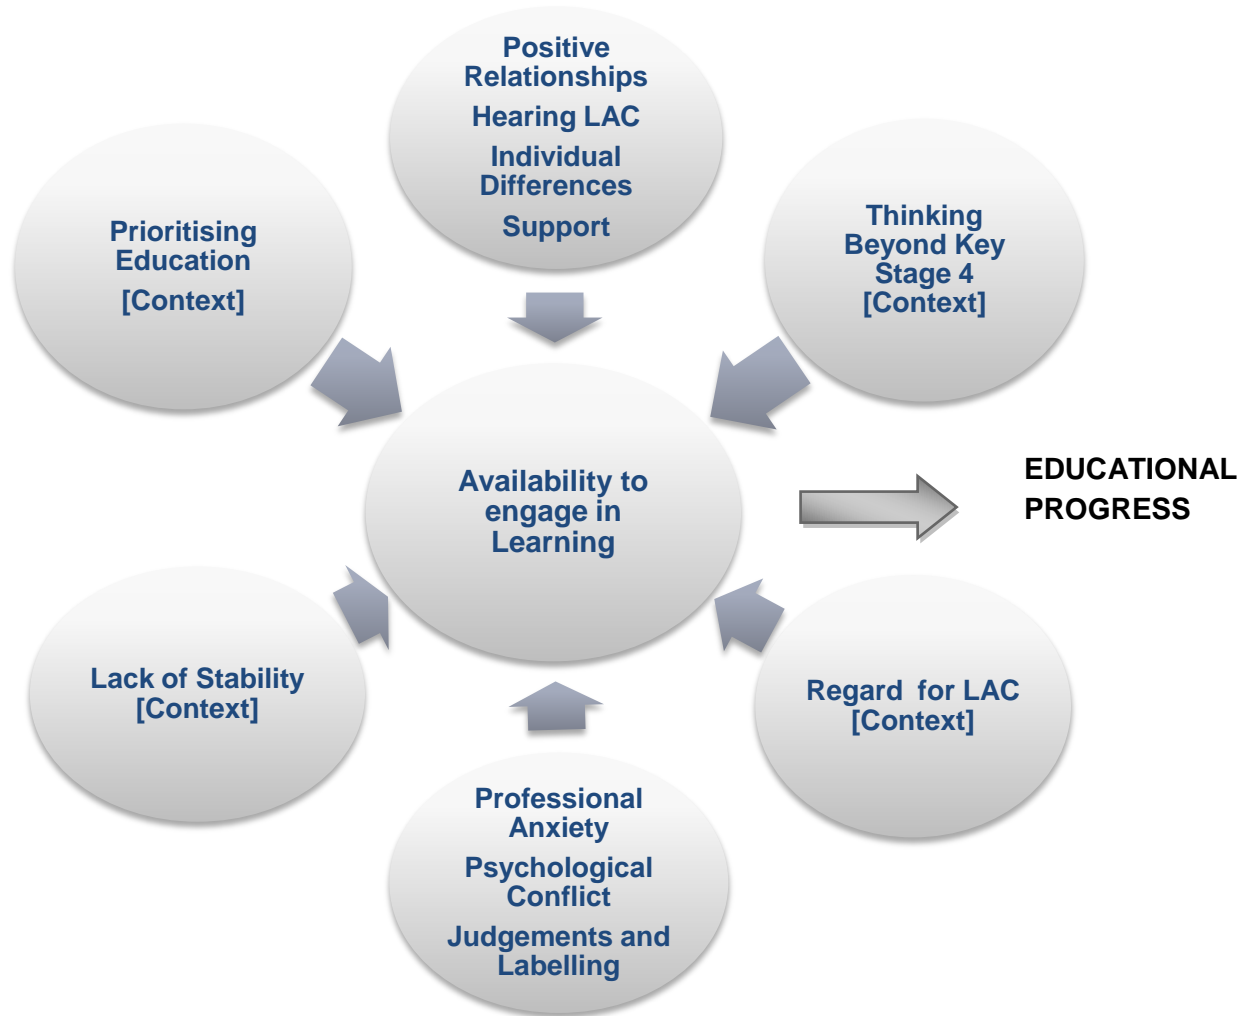 Positive
Relationships
Hearing LAC
Individual
Differences
Support
Prioritising
Education
[Context]
Thinking
Beyond Key
Stage 4
[Context]
Availability to
engage in
Learning
EDUCATIONAL
PROGRESS
Lack of Stability
[Context]
Regard for LAC
[Context]
Professional
Anxiety
Psychological
Conflict
Judgements and
Labelling